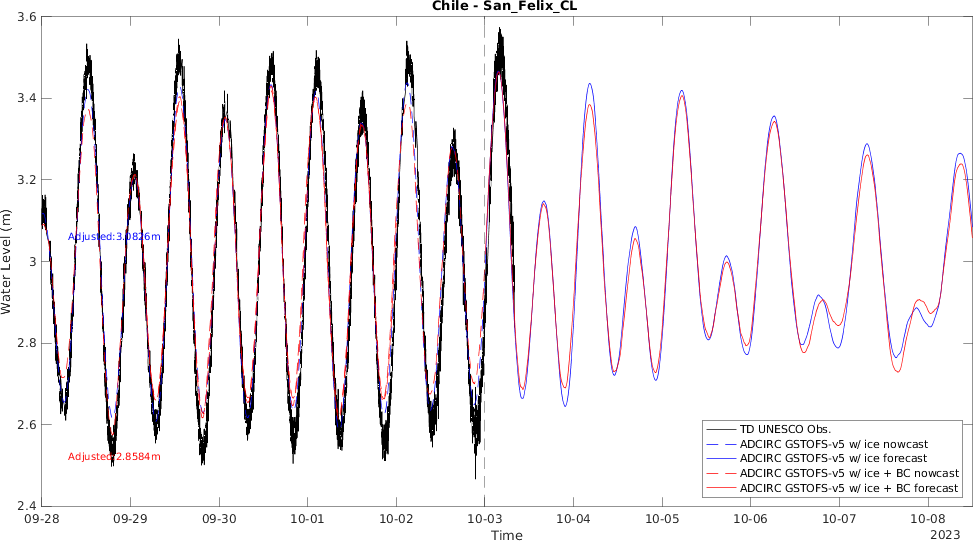 Chile - San_Felix_CL
3.6
3.4
3.2
3
2.8
2.6
2.4
Water Level (m)
Adjusted:3.0826m
Adjusted:2.8584m
TD UNESCO Obs.
ADCIRC GSTOFS-v5 w/ ice nowcast
ADCIRC GSTOFS-v5 w/ ice forecast
ADCIRC GSTOFS-v5 w/ ice + BC nowcast
ADCIRC GSTOFS-v5 w/ ice + BC forecast
09-28 09-29 09-30 10-01 10-02 10-03 10-04 10-05 10-06 10-07 10-08
Time
2023